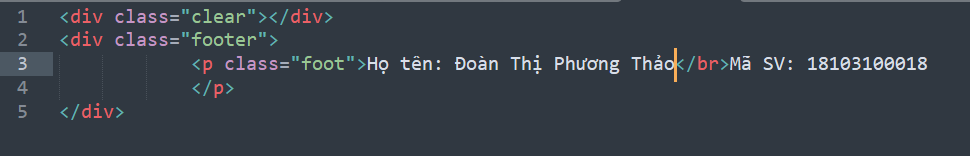 1 <div class="clear"></div>
2 <div class="footer">
3 <p class="foot">Họ tên: Đoàn Thị Phương Thảo</br>Mã SV: 18103100018
4 </p>
5 </div>